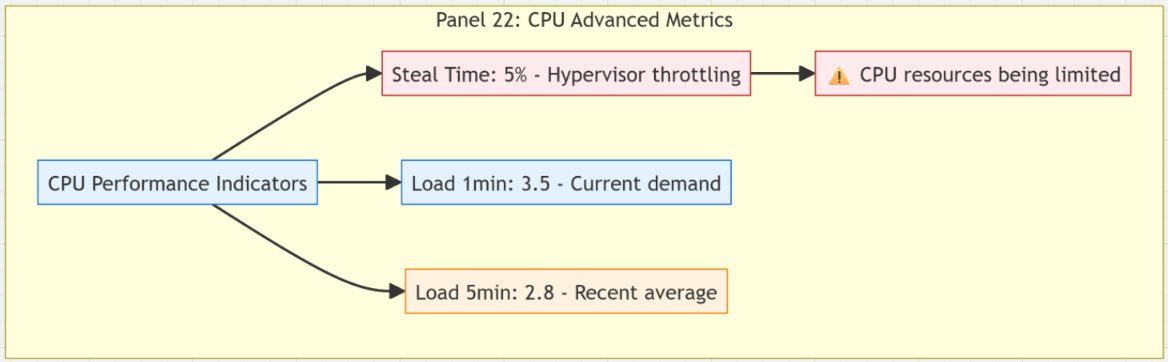 Panel 22: CPU Advanced Metrics
Steal Time: 5% - Hypervisor throttling
⚠️ CPU resources being limited
CPU Performance Indicators
Load 1min: 3.5 - Current demand
Load 5min: 2.8 - Recent average